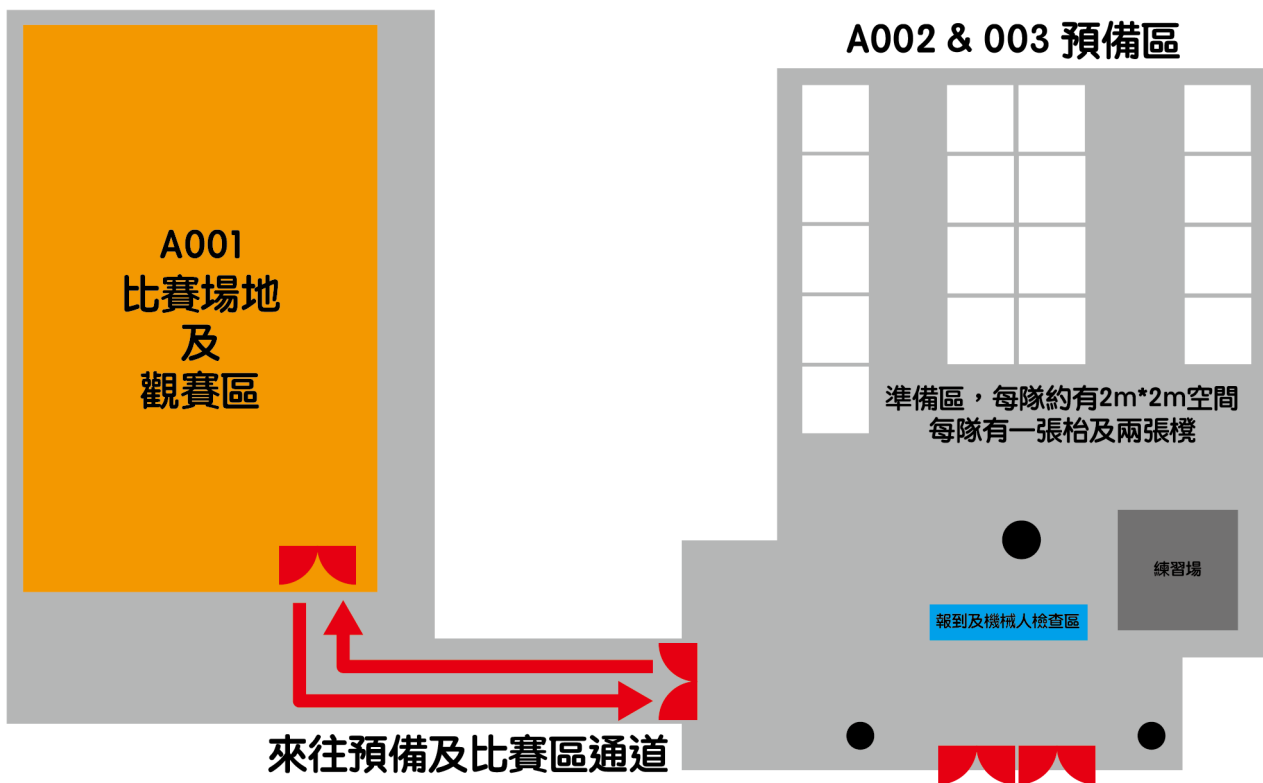 A002 & 003 預備區
A001
比賽場地
及
觀賽區
準備區，每隊約有2m*2m空間
每隊有一張枱及兩張櫈
練習場
報到及機械人檢查區
來往預備及比賽區通道